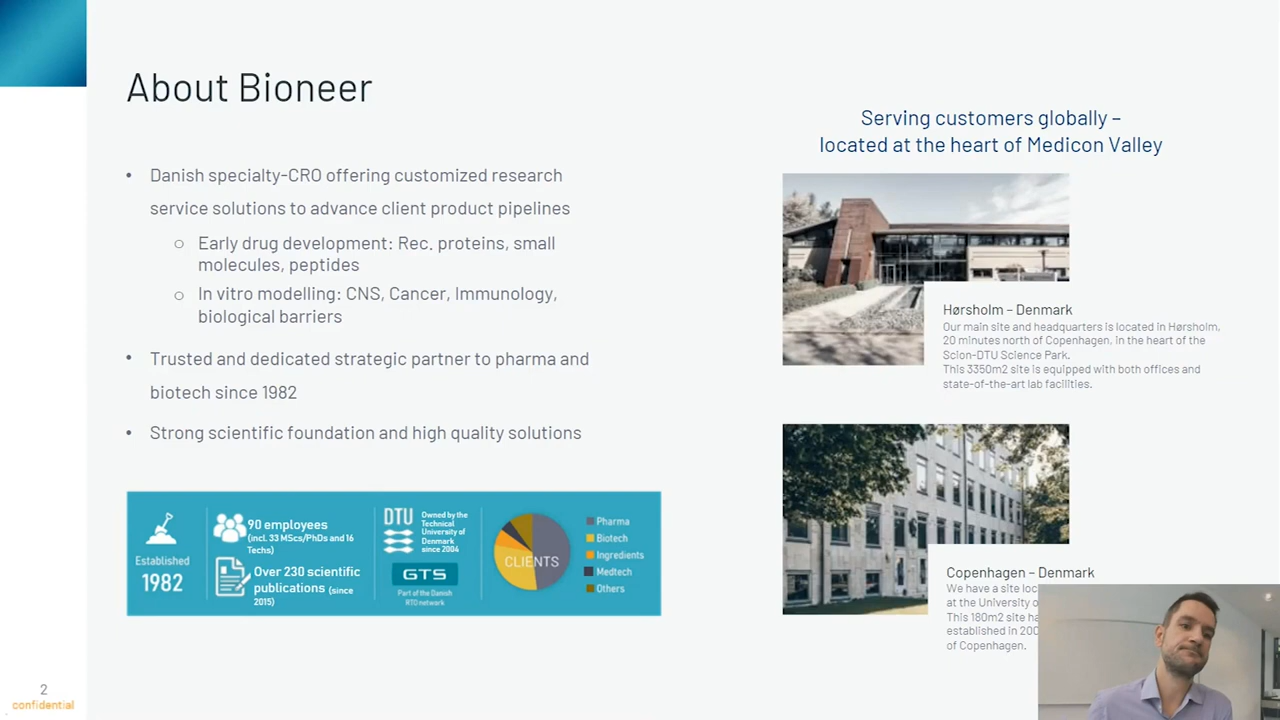 About Bioneer
• Danish specialty-CRO offering customized research
service solutions to advance client product pipelines
○ Early drug development: Rec. proteins, small
molecules, peptides
○ In vitro modelling: CNS, Cancer, Immunology,
biological barriers
• Trusted and dedicated strategic partner to pharma and
biotech since 1982
• Strong scientific foundation and high quality solutions
Established
1982
90 employees
(incl. 33 MScs/PhDs and 16
Techs)
Over 230 scientific
publications (since
2015)
DTU
Owned by the
Technical
University of
Denmark
since 2004
GTS
Part of the Danish
RTO network
CLIENTS
Pharma
Biotech
Ingredients
Medtech
Others
Serving customers globally –
located at the heart of Medicon Valley
Hørsholm – Denmark
Our main site and headquarters is located in Hørsholm,
20 minutes north of Copenhagen, in the heart of the
Scion-DTU Science Park.
This 3350m2 site is equipped with both offices and
state-of-the-art lab facilities.
Copenhagen – Denmark
We have a site
at the University
This 180m2 site
established in
of Copenhagen.
2
confidential